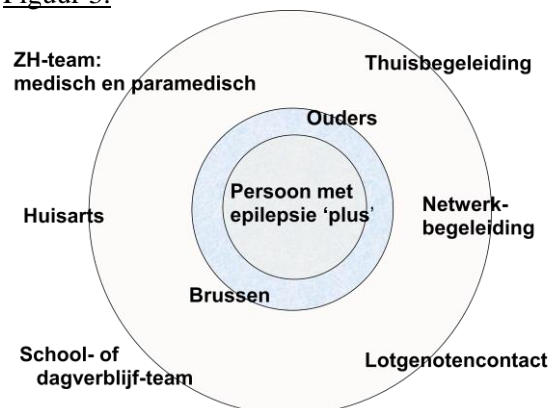 Figuur 3:
ZH-team:
medisch en paramedisch
Thuisbegeleiding
Ouders
Persoon met
epilepsie ‘plus’
Huisarts
Netwerk-
begeleiding
Brussen
School- of
dagverblijf-team
Lotgenotencontact